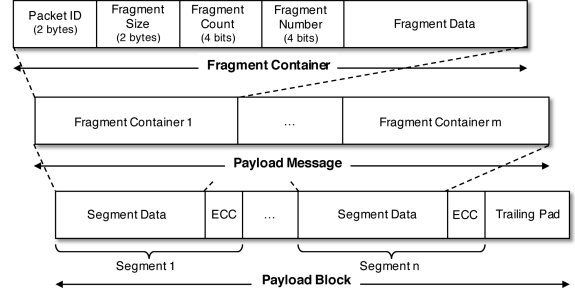 Packet ID
(2 bytes)
Fragment
Size
(2 bytes)
Fragment
Count
(4 bits)
Fragment
Number
(4 bits)
Fragment Data
Fragment Container
Fragment Container 1
...
Fragment Container m
Payload Message
Segment Data
ECC
...
Segment Data
ECC
Trailing Pad
Segment 1
Segment n
Payload Block